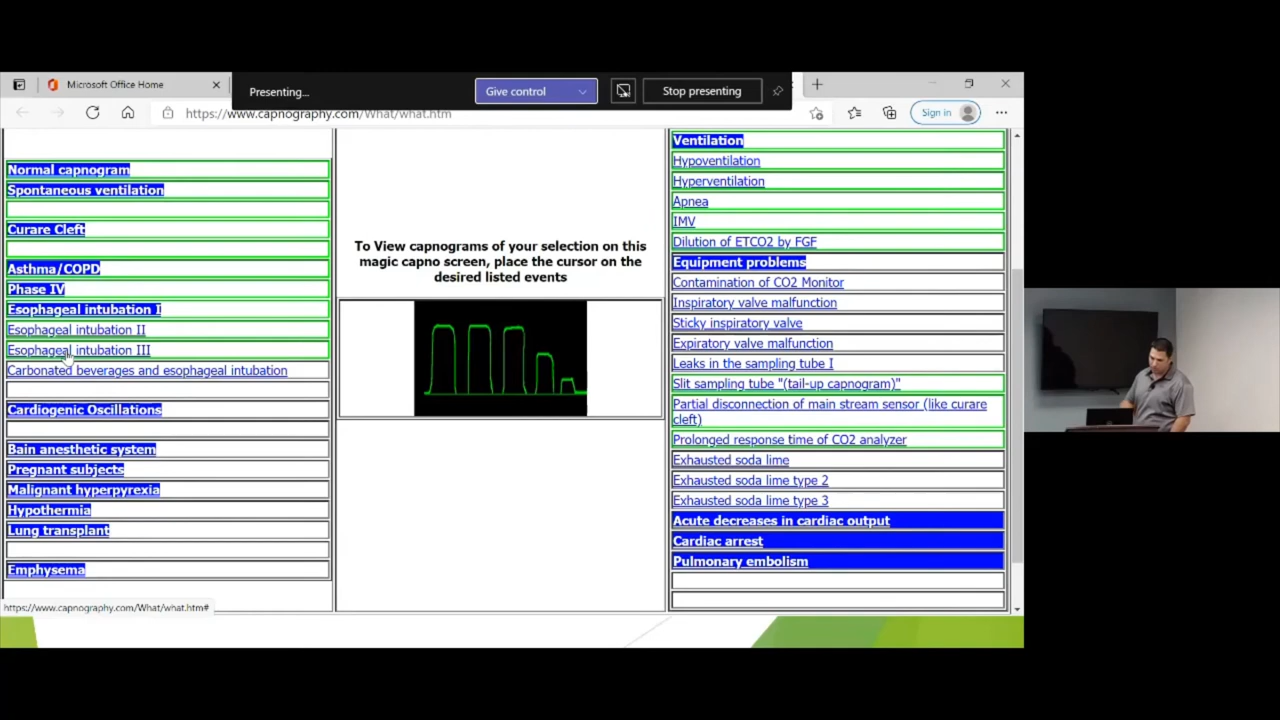 Microsoft Office Home
Presenting...
Give control
Stop presenting
https://www.capnography.com/What/what.htm
Sign in
Normal capnogram
Spontaneous ventilation
Curare Cleft
Asthma/COPD
Phase IV
Esophageal intubation I
Esophageal intubation II
Esophageal intubation III
Carbonated beverages and esophageal intubation
Cardiogenic Oscillations
Bain anesthetic system
Pregnant subjects
Malignant hyperpyrexia
Hypothermia
Lung transplant
Emphysema
https://www.capnography.com/What/what.htm#
To View capnograms of your selection on this
magic capno screen, place the cursor on the
desired listed events
Ventilation
Hypoventilation
Hyperventilation
Apnea
IMV
Dilution of ETCO2 by FGF
Equipment problems
Contamination of CO2 Monitor
Inspiratory valve malfunction
Sticky inspiratory valve
Expiratory valve malfunction
Leaks in the sampling tube I
Slit sampling tube "(tail-up capnogram)"
Partial disconnection of main stream sensor (like curare
cleft)
Prolonged response time of CO2 analyzer
Exhausted soda lime
Exhausted soda lime type 2
Exhausted soda lime type 3
Acute decreases in cardiac output
Cardiac arrest
Pulmonary embolism